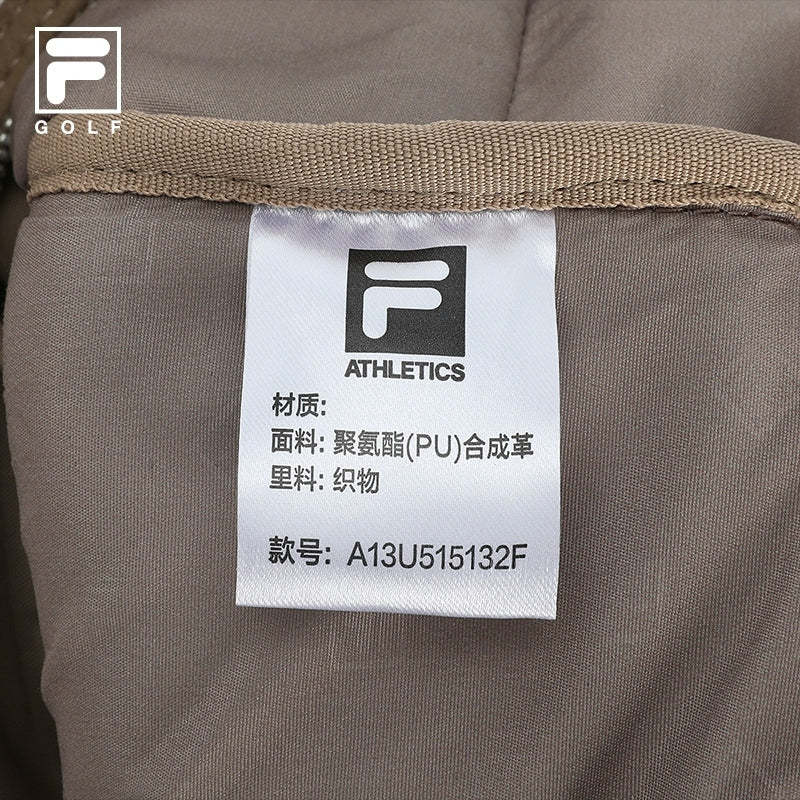 F
GOLF
F
ATHLETICS
材质:
面料: 聚氨酯(PU)合成革
里料: 织物
款号: A13U515132F